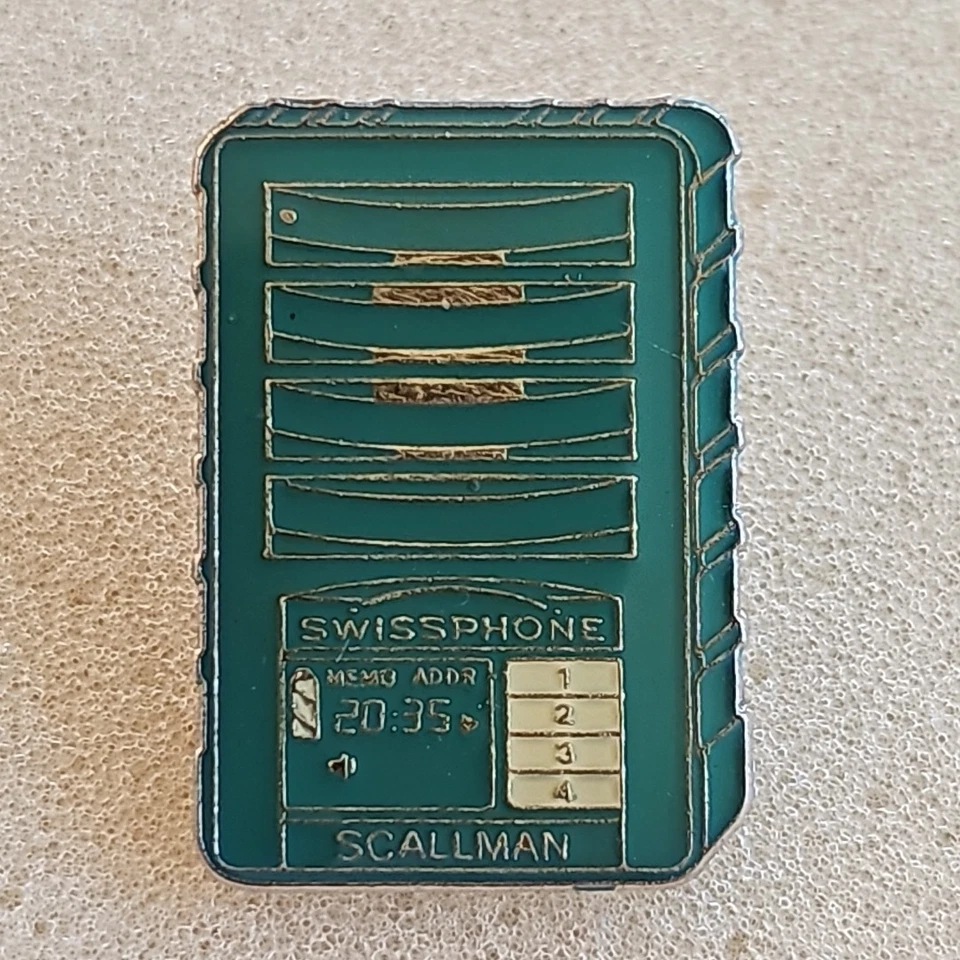 SWISSPHONE
MEMO ADDR
20:35
1
2
3
4
SCALLMAN